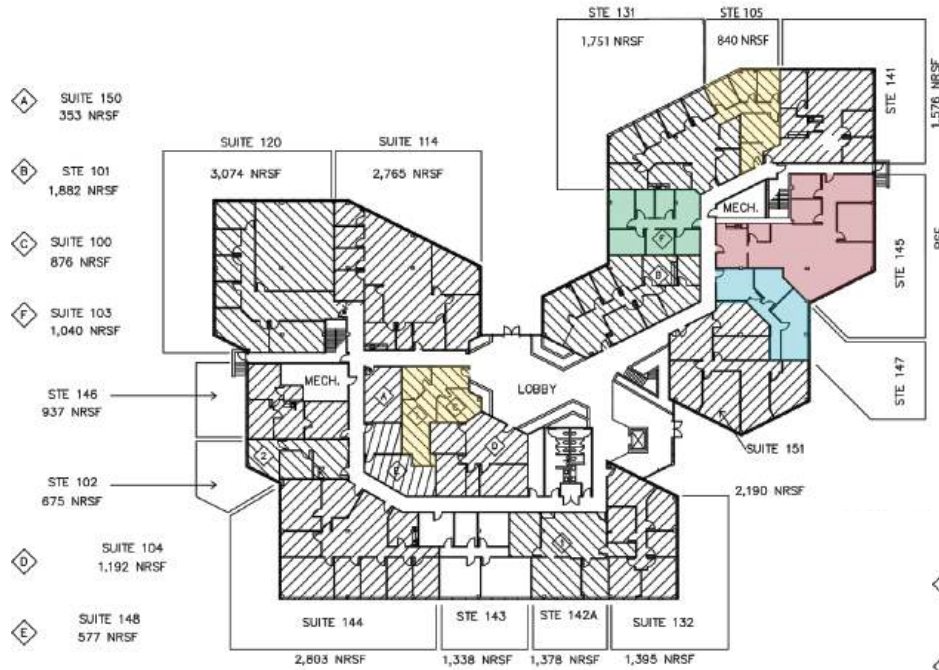 STE 131
1,751 NRSF
STE 105
840 NRSF
STE 141
1,576 NRSF
A
SUITE 150
353 NRSF
B
STE 101
1,882 NRSF
C
SUITE 100
876 NRSF
F
SUITE 103
1,040 NRSF
SUITE 120
3,074 NRSF
SUITE 114
2,765 NRSF
MECH.
F
B
STE 145
STE 147
STE 146
937 NRSF
MECH.
LOBBY
A
D
E
2
SUITE 151
2,190 NRSF
STE 102
675 NRSF
D
SUITE 104
1,192 NRSF
E
SUITE 148
577 NRSF
SUITE 144
2,803 NRSF
STE 143
1,338 NRSF
STE 142A
1,378 NRSF
SUITE 132
1,395 NRSF